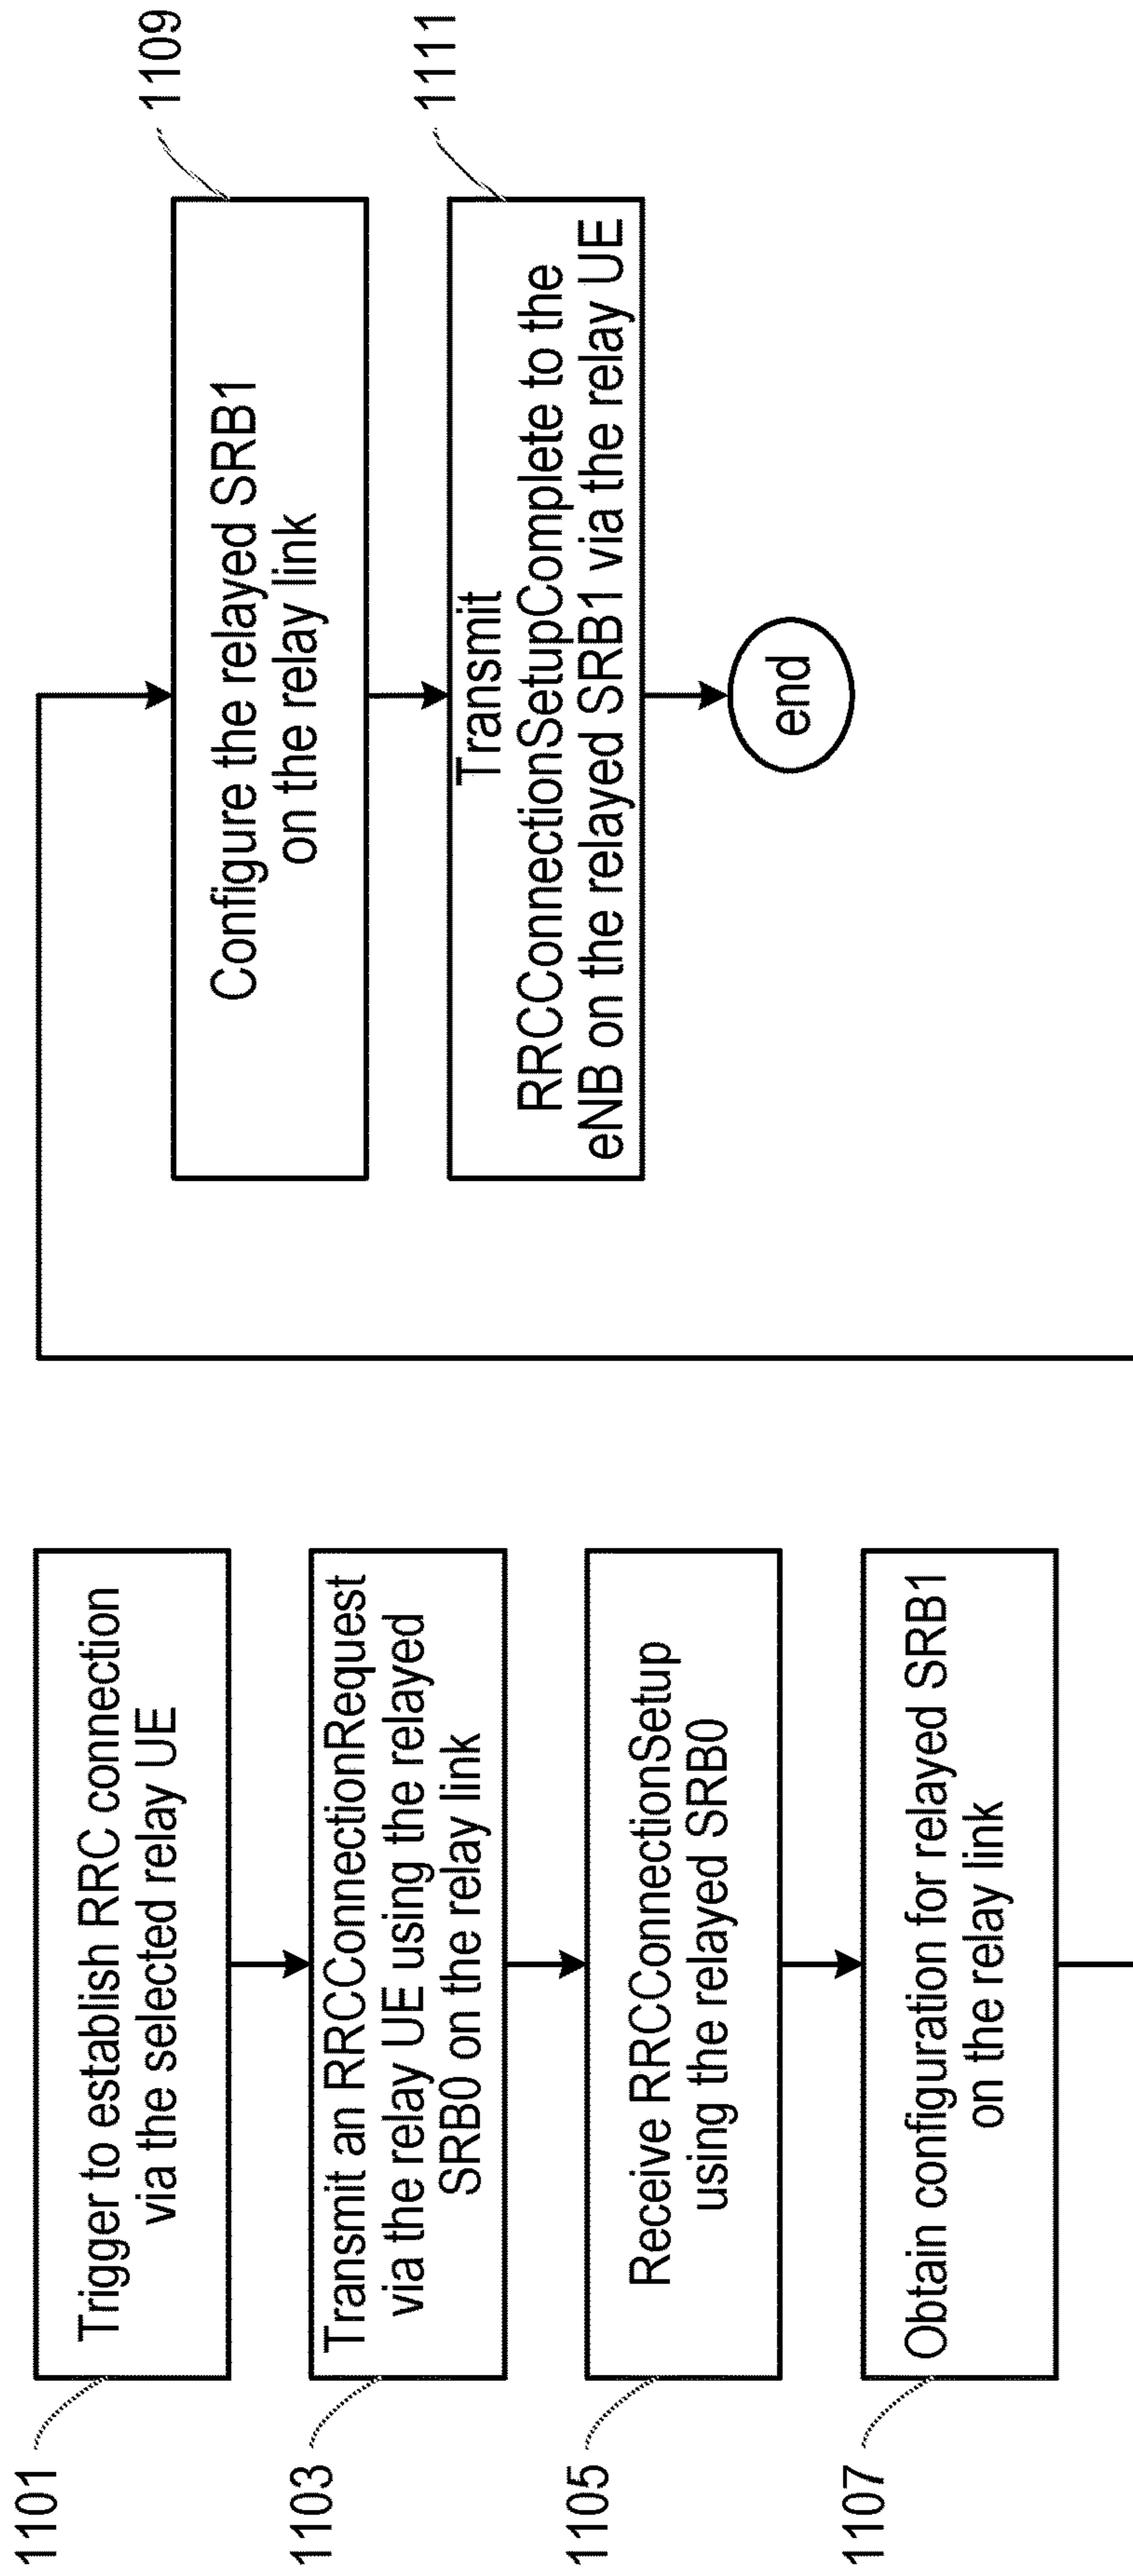 1101
Trigger to establish RRC connection
via the selected relay UE
1103
Transmit an RRCConnectionRequest
via the relay UE using the relayed
SRB0 on the relay link
1105
Receive RRCConnectionSetup
using the relayed SRB0
1107
Obtain configuration for relayed SRB1
on the relay link
1109
Configure the relayed SRB1
on the relay link
1111
Transmit
RRCConnectionSetupComplete to the
eNB on the relayed SRB1 via the relay UE
end